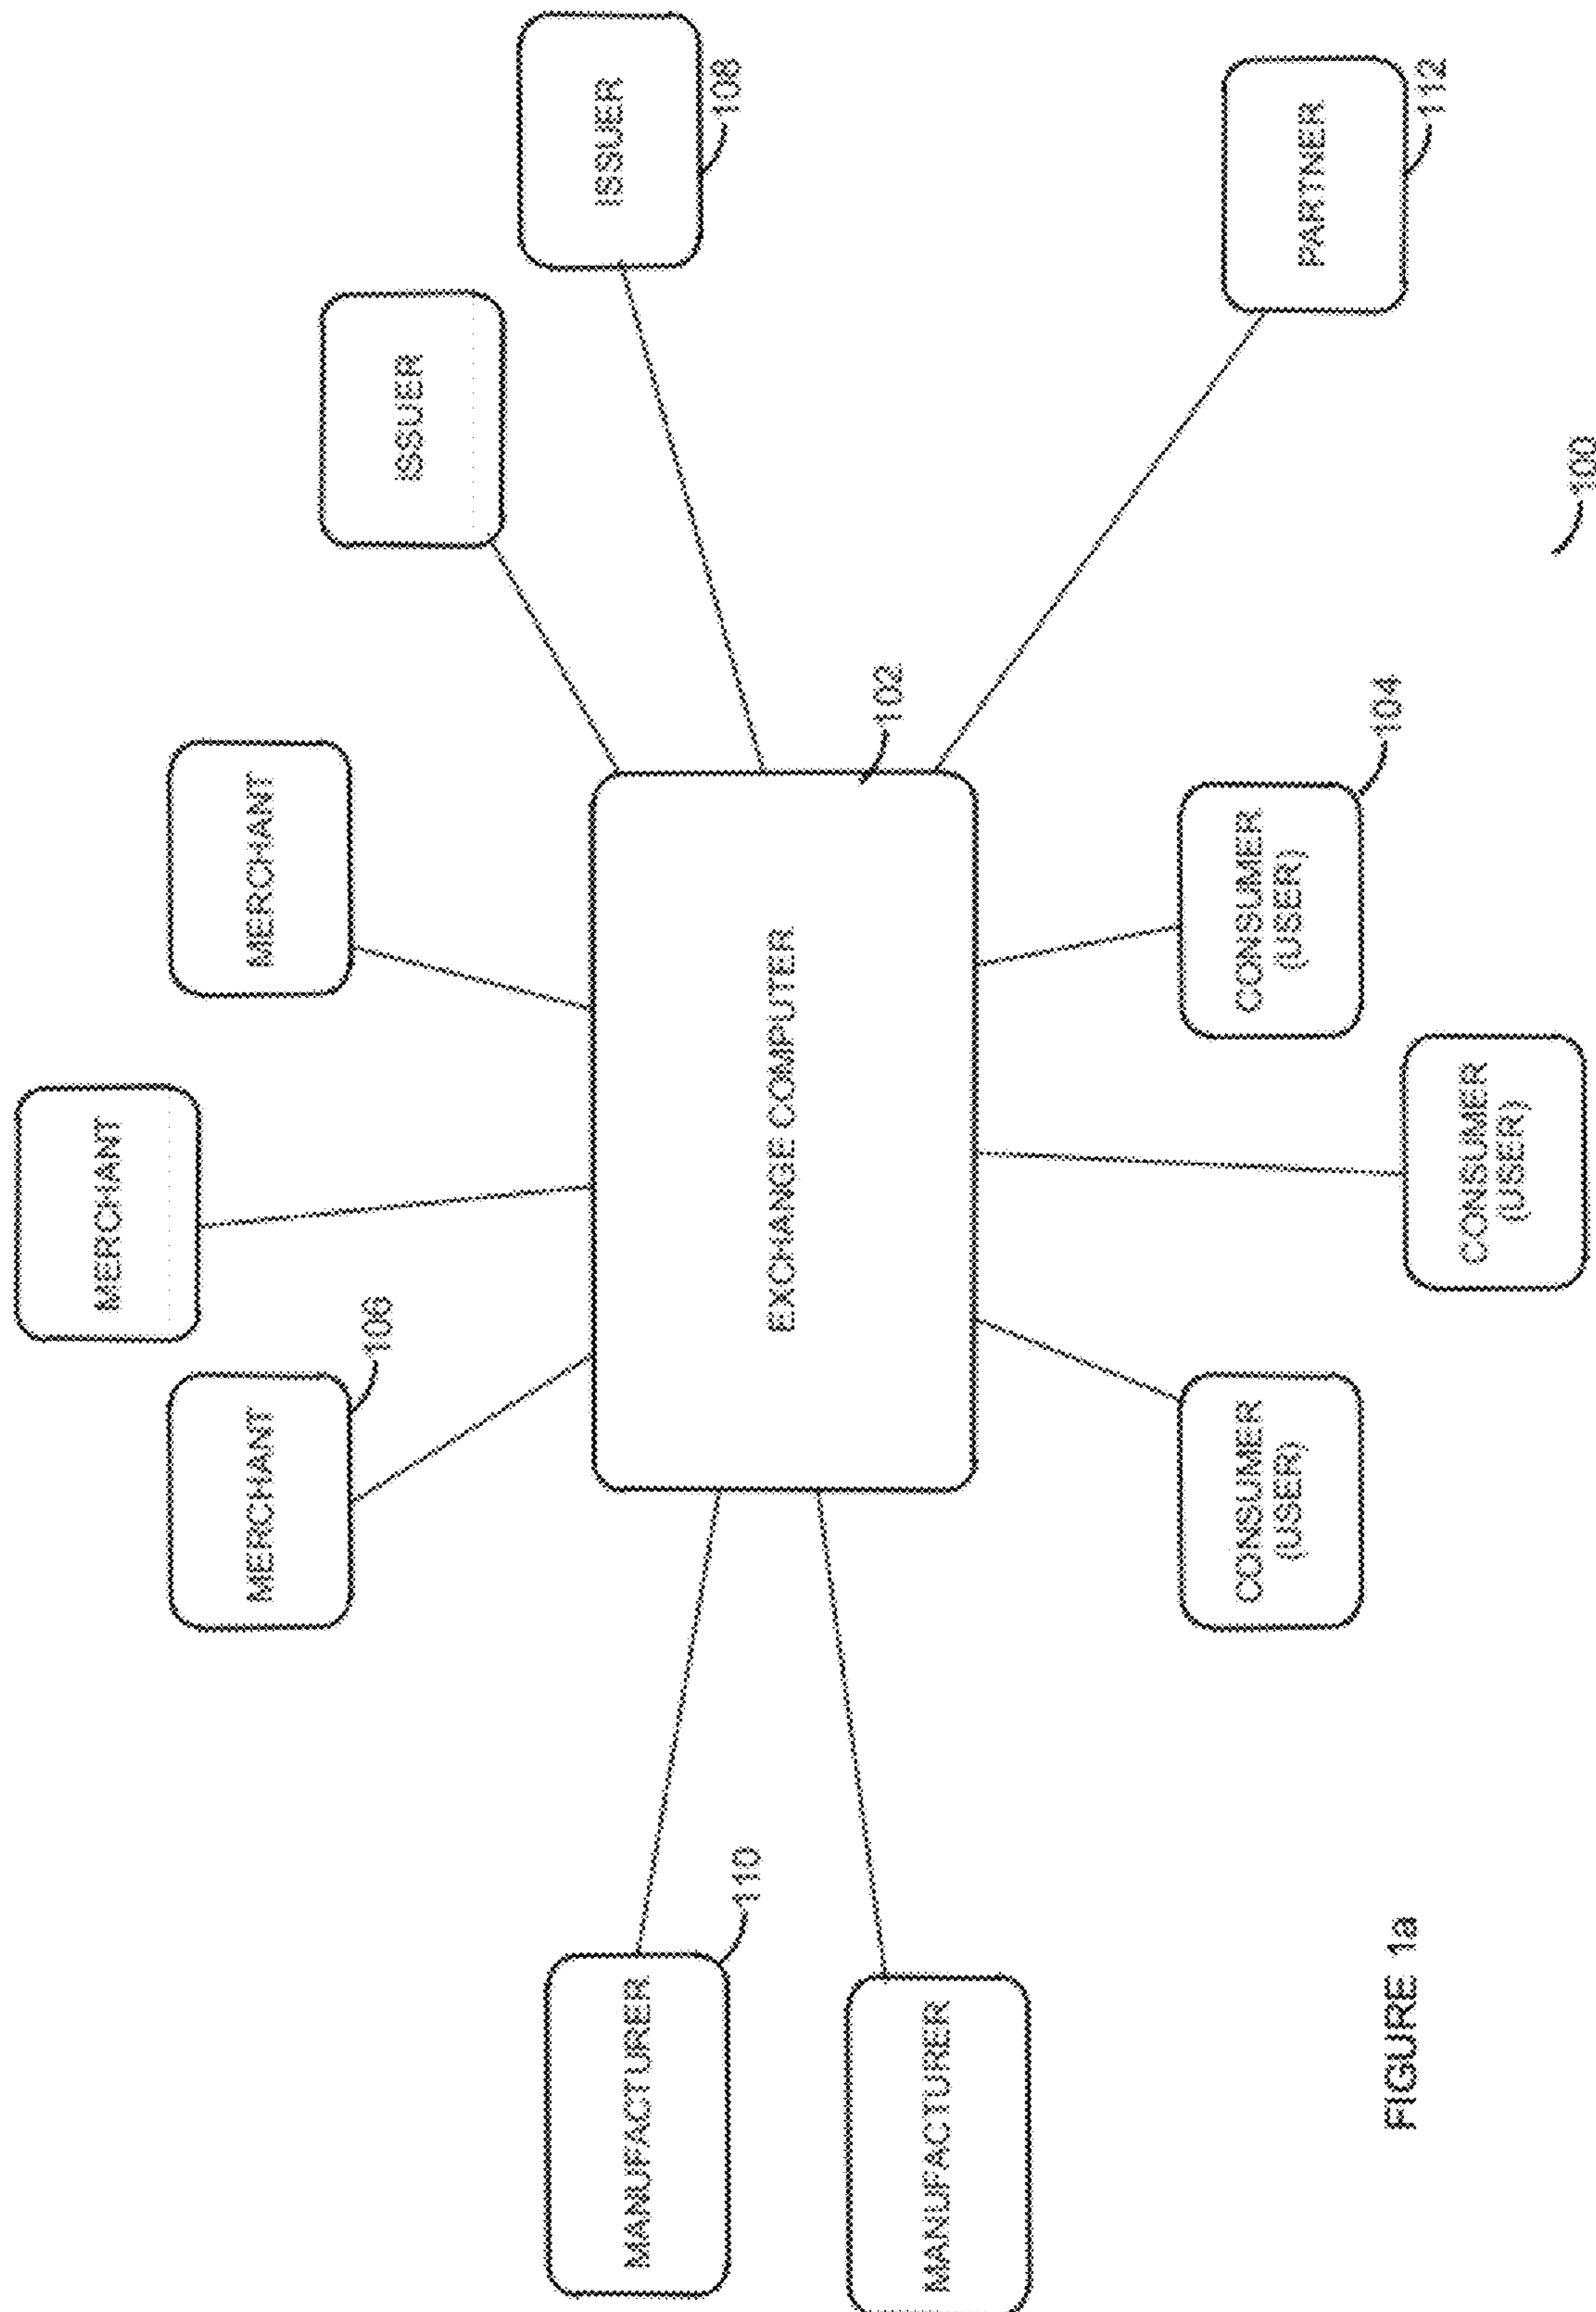 MERCHANT
MERCHANT
106
MERCHANT
ISSUER
ISSUER
108
MANUFACTURER
110
EXCHANGE COMPUTER
102
MANUFACTURER
CONSUMER
(USER)
CONSUMER
(USER)
104
PARTNER
112
CONSUMER
(USER)
100
FIGURE 1a